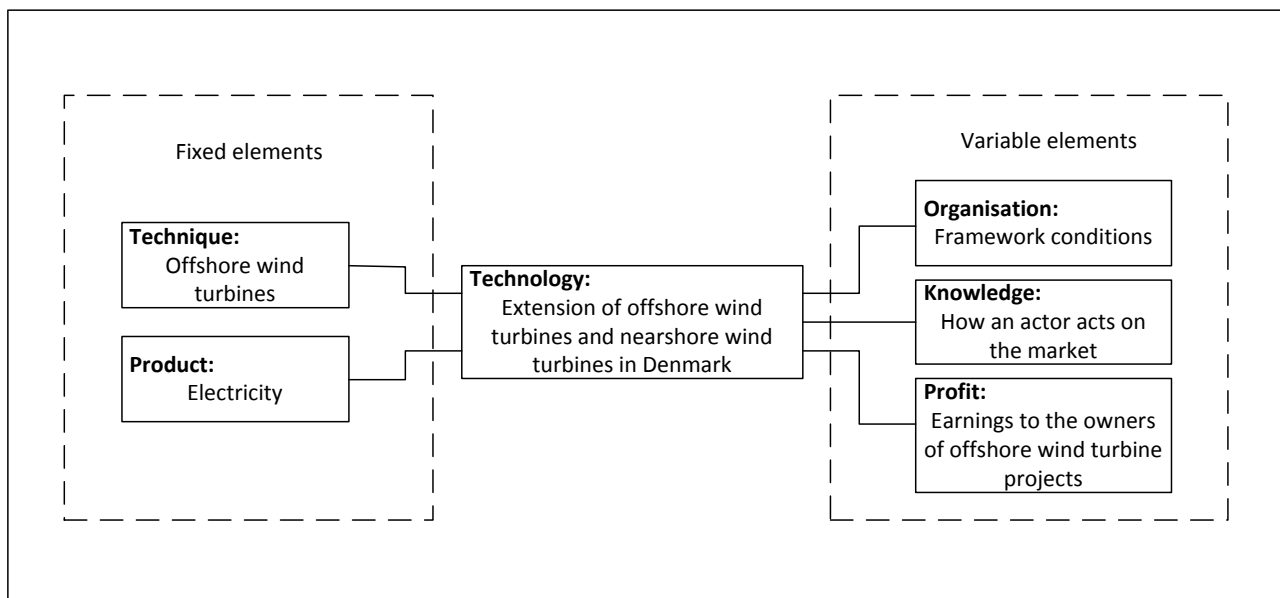 Fixed elements
Technique:
Offshore wind
turbines
Product:
Electricity
Technology:
Extension of offshore wind
turbines and nearshore wind
turbines in Denmark
Variable elements
Organisation:
Framework conditions
Knowledge:
How an actor acts on
the market
Profit:
Earnings to the owners
of offshore wind turbine
projects